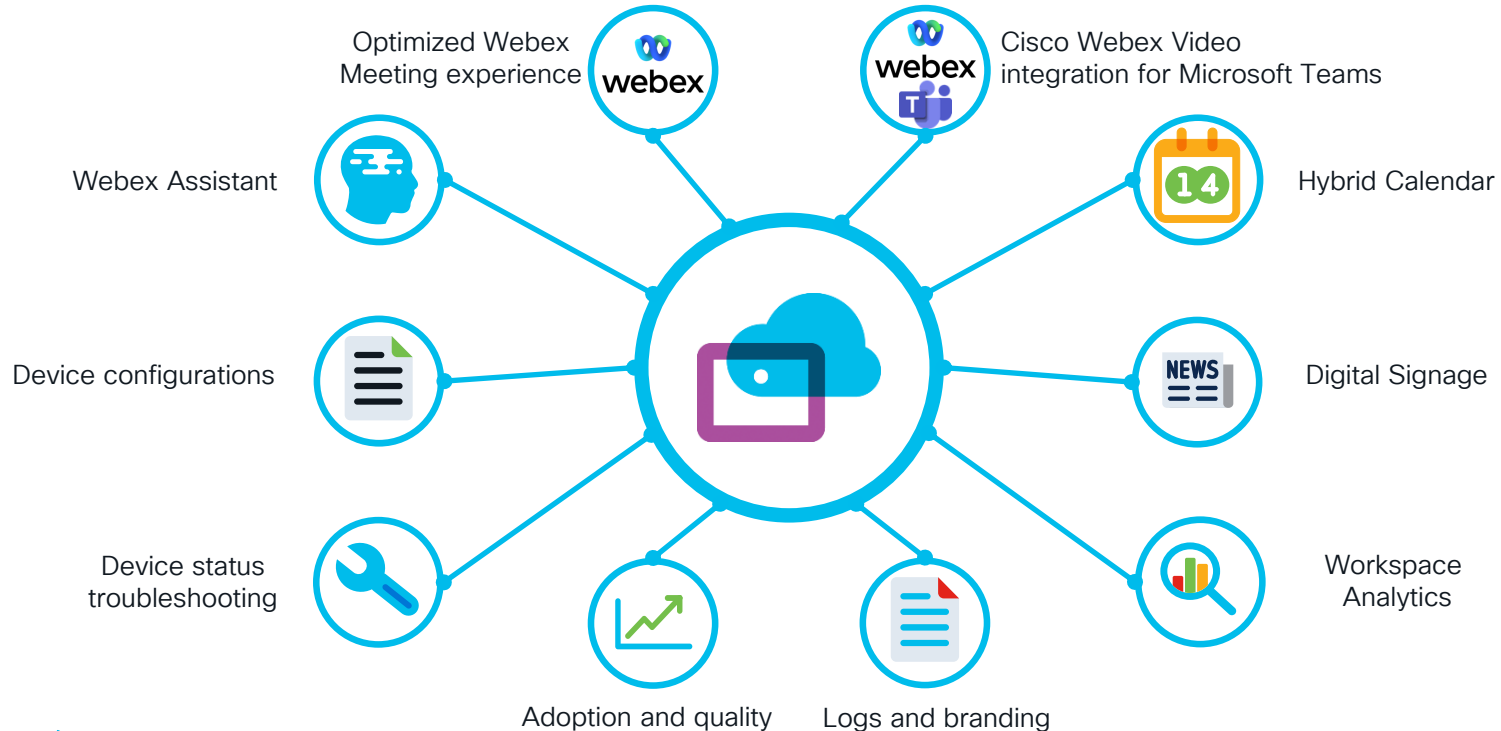 Optimized Webex
Meeting experience
webex
webex
T
Cisco Webex Video
integration for Microsoft Teams
Webex Assistant
14
Hybrid Calendar
Device configurations
NEWS
Digital Signage
Device status
troubleshooting
Workspace
Analytics
Adoption and quality
Logs and branding